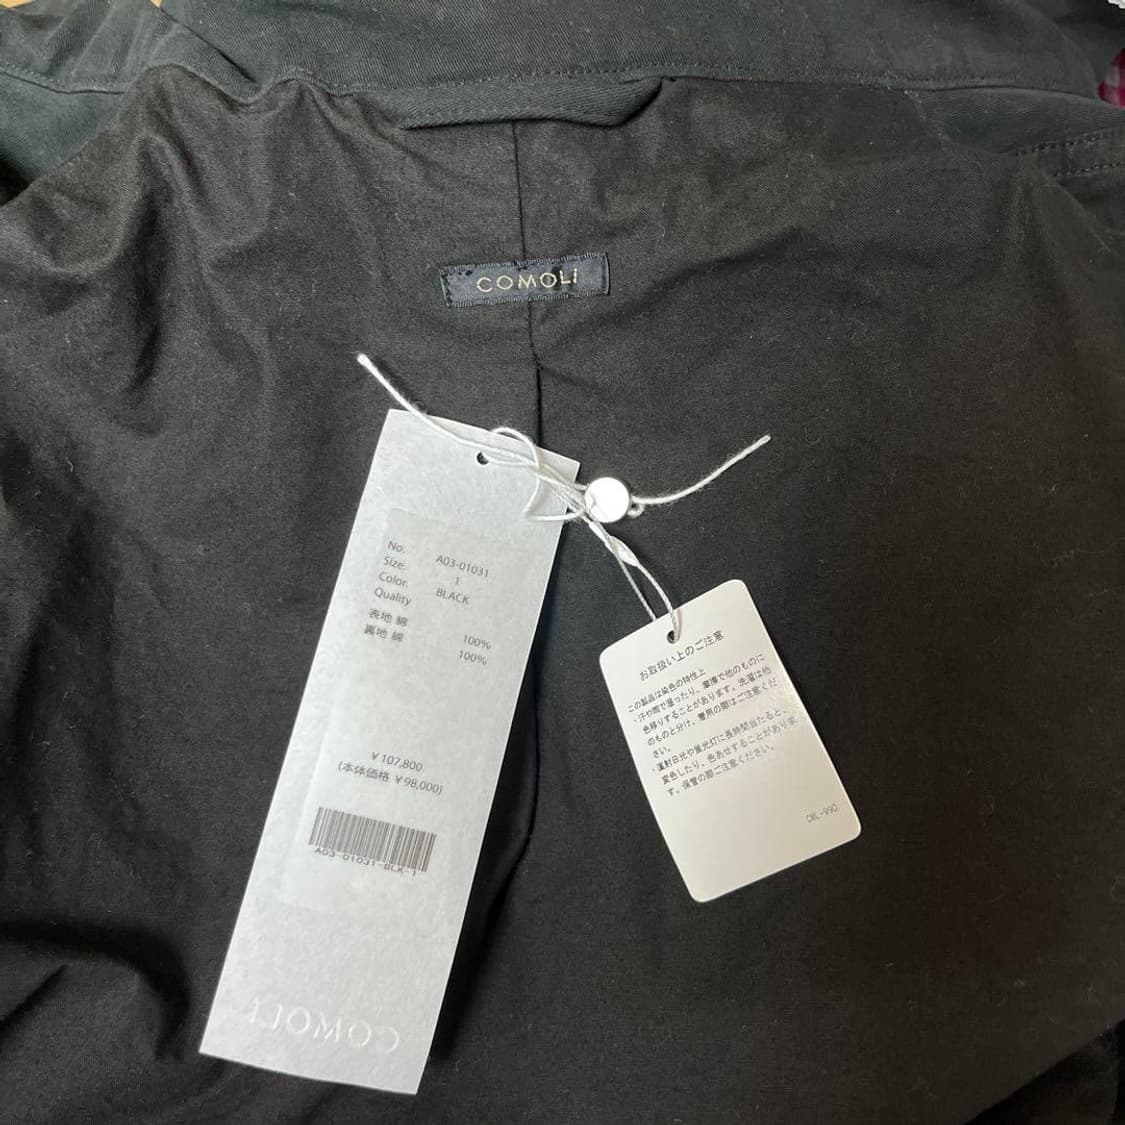 COMOLi
No. A03-01031
Size. 1
Color. BLACK
Quality
表地 綿 100%
裏地 綿 100%
¥107,800
(本体価格 ¥98,000)
A03-01031-BLK-1
COMOLI
お取扱い上のご注意
この製品は染色の特性上
・汗や雨で湿ったり、摩擦で他のものに
色移りすることがあります。洗濯は他
のものと分け、着用の際はご注意くだ
さい。
・直射日光や蛍光灯に長時間当たると、
変色したり、色あせすることがありま
す。保管の際ご注意ください。
CML-990